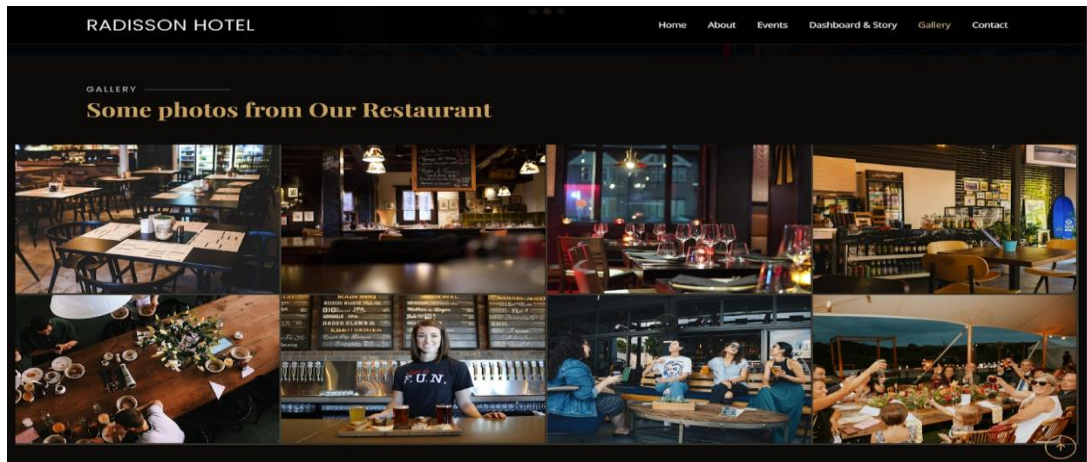 RADISSON HOTEL
Home About Events Dashboard & Story Gallery Contact
GALLERY
Some photos from Our Restaurant
F.U.N.